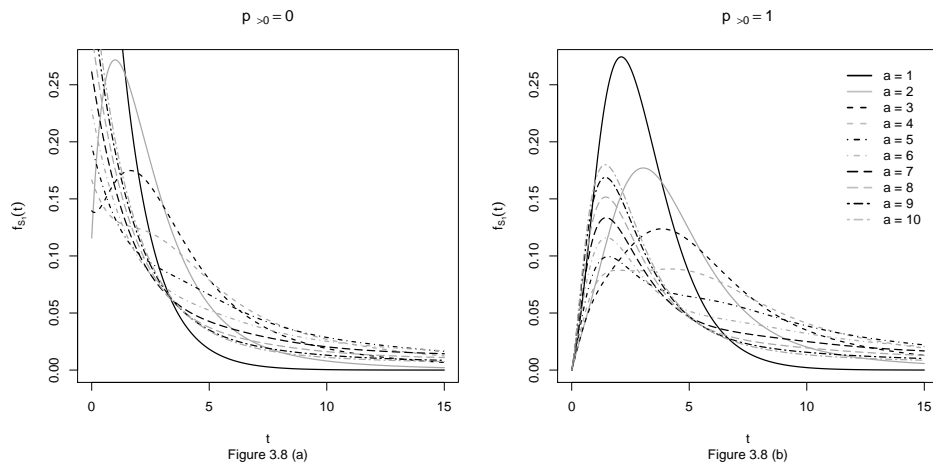 p >0 = 0
p >0 = 1
0.00
0.05
0.10
0.15
0.20
0.25
fS1(t)
0 5 10 15
t
Figure 3.8 (a)
0.00
0.05
0.10
0.15
0.20
0.25
fS1(t)
0 5 10 15
t
Figure 3.8 (b)
a = 1
a = 2
a = 3
a = 4
a = 5
a = 6
a = 7
a = 8
a = 9
a = 10